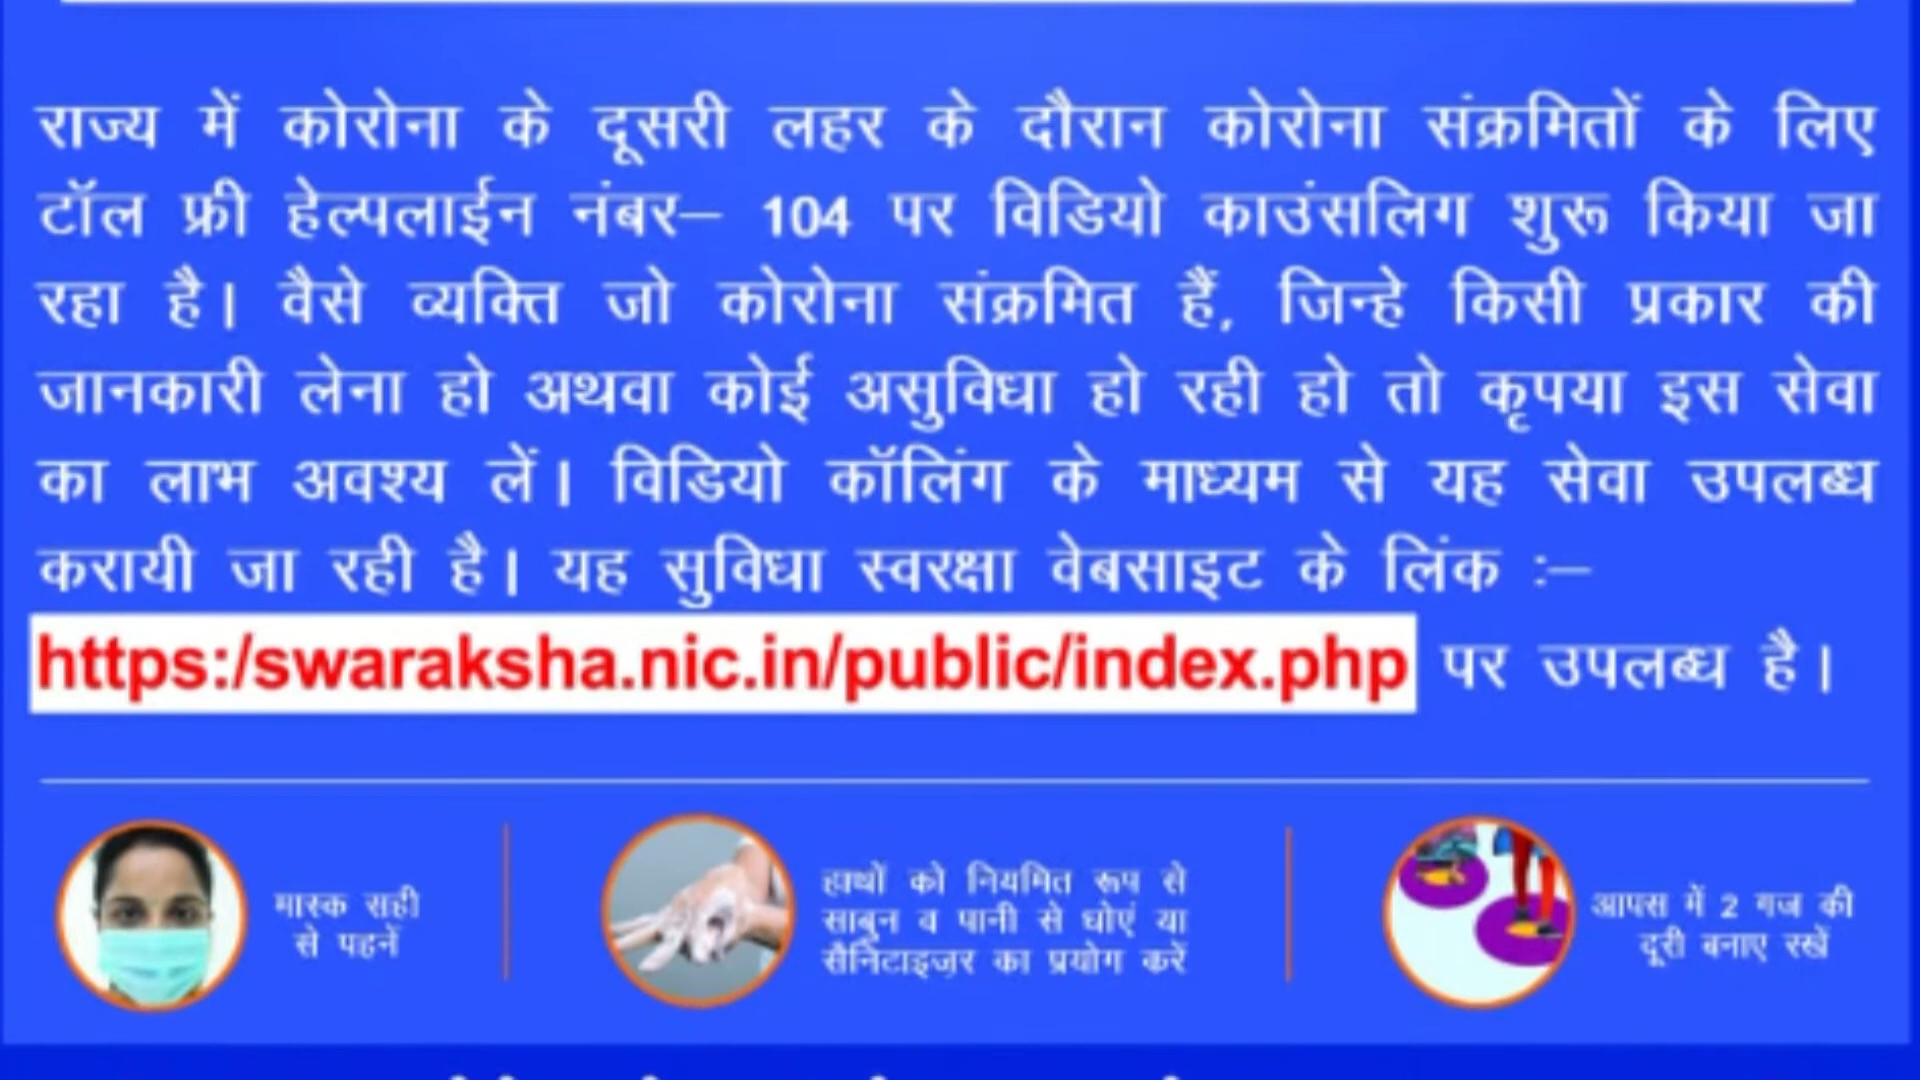 राज्य में कोरोना के दूसरी लहर के दौरान कोरोना संक्रमितों के लिए
टॉल फ्री हेल्पलाईन नंबर– 104 पर विडियो काउंसलिग शुरू किया जा
रहा है। वैसे व्यक्ति जो कोरोना संक्रमित हैं, जिन्हे किसी प्रकार की
जानकारी लेना हो अथवा कोई असुविधा हो रही हो तो कृपया इस सेवा
का लाभ अवश्य लें। विडियो कॉलिंग के माध्यम से यह सेवा उपलब्ध
करायी जा रही है। यह सुविधा स्वरक्षा वेबसाइट के लिंक :–
https:/swaraksha.nic.in/public/index.php पर उपलब्ध है।
मास्क सही
से पहनें
हाथों को नियमित रूप से
साबुन व पानी से धोएं या
सैनिटाइज़र का प्रयोग करें
आपस में 2 गज की
दूरी बनाए रखें